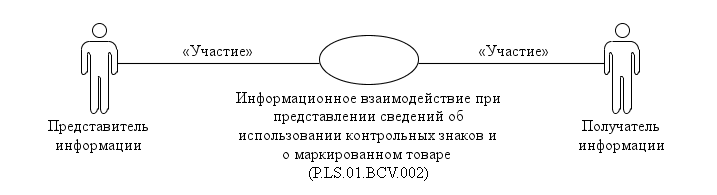 «Участие»
«Участие»
Представитель
информации
Информационное взаимодействие при
представлении сведений об
использовании контрольных знаков и
о маркированном товаре
(P.LS.01.BCV.002)
Получатель
информации